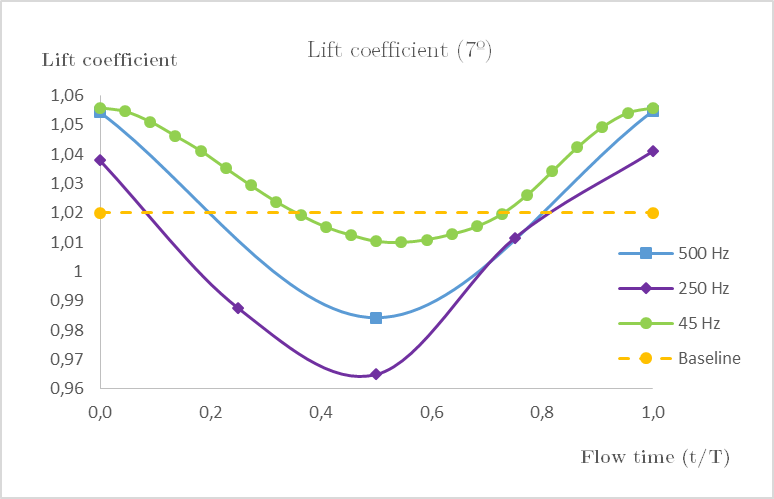 Lift coefficient (7º)
Lift coefficient
1,06
1,05
1,04
1,03
1,02
1,01
1
0,99
0,98
0,97
0,96
0,0 0,2 0,4 0,6 0,8 1,0
500 Hz
250 Hz
45 Hz
Baseline
Flow time (t/T)